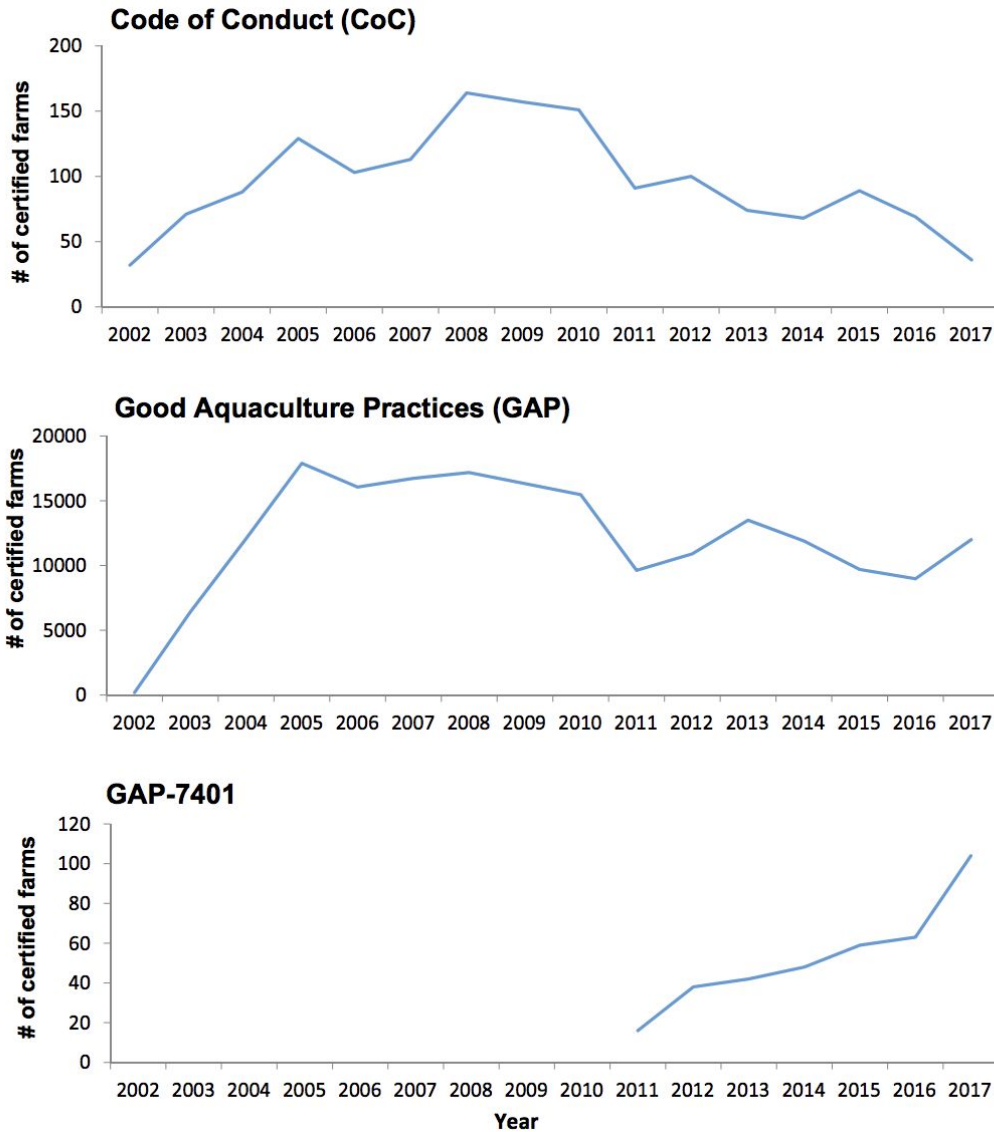 Code of Conduct (CoC)
# of certified farms
200
150
100
50
0
2002 2003 2004 2005 2006 2007 2008 2009 2010 2011 2012 2013 2014 2015 2016 2017
Good Aquaculture Practices (GAP)
# of certified farms
20000
15000
10000
5000
0
2002 2003 2004 2005 2006 2007 2008 2009 2010 2011 2012 2013 2014 2015 2016 2017
GAP-7401
# of certified farms
120
100
80
60
40
20
0
2002 2003 2004 2005 2006 2007 2008 2009 2010 2011 2012 2013 2014 2015 2016 2017
Year